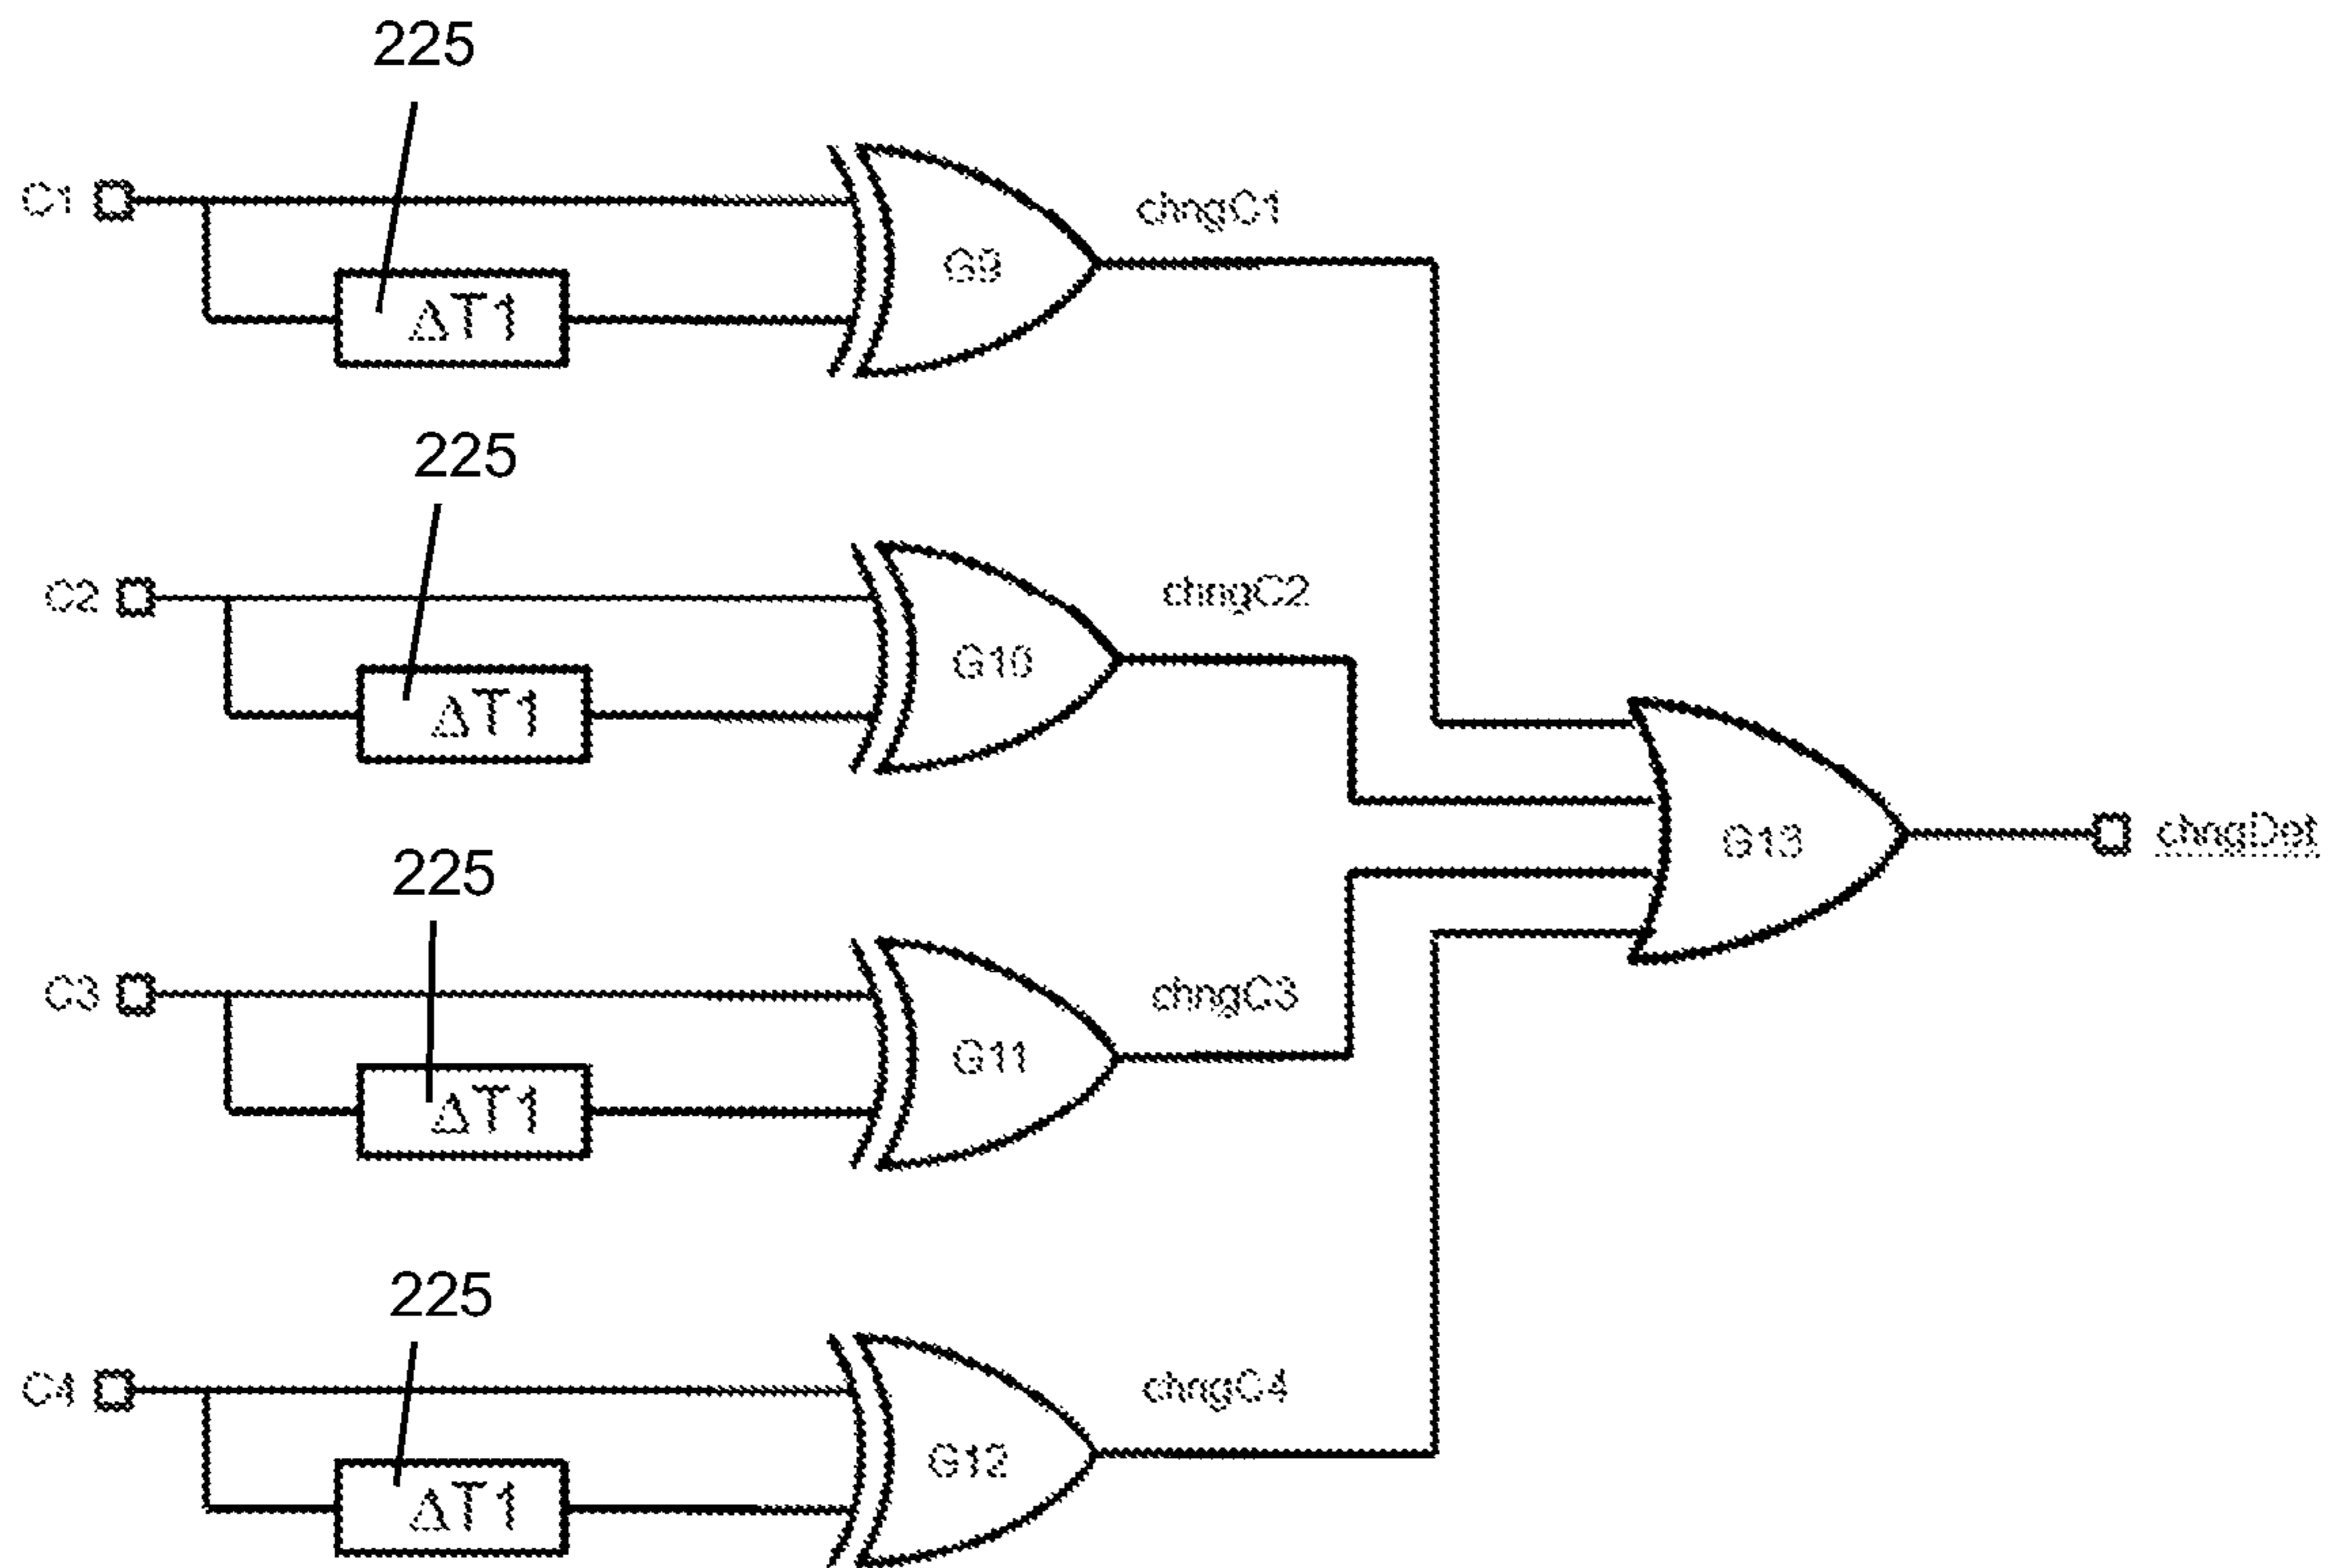 225
C1
ΔT1
G9
chngC1
225
C2
ΔT1
G10
chngC2
225
C3
ΔT1
G11
chngC3
225
C4
ΔT1
G12
chngC4
G13
chngDet